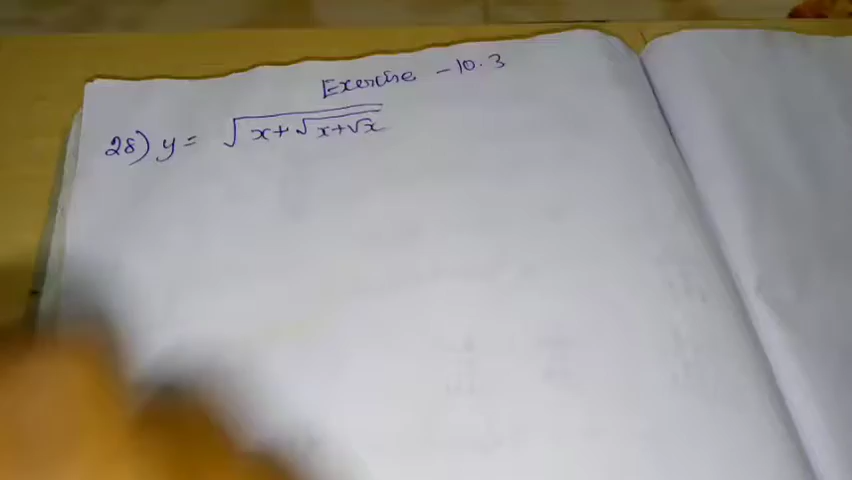 Exercise - 10.3
28) y = √(x+√(x+√x))